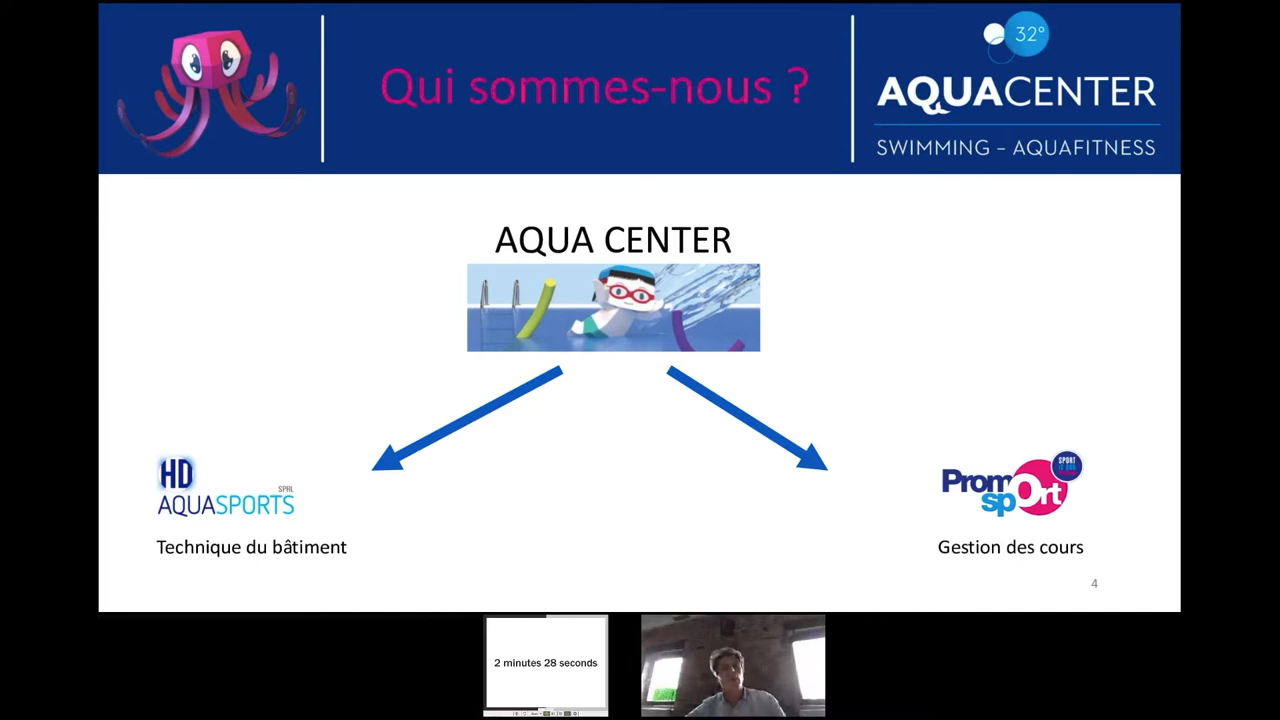 Qui sommes-nous ?
32°
AQUACENTER
SWIMMING – AQUAFITNESS
AQUA CENTER
HD
SPRL
AQUASPORTS
Technique du bâtiment
Promsport
SPORT
Gestion des cours
4
2 minutes 28 seconds